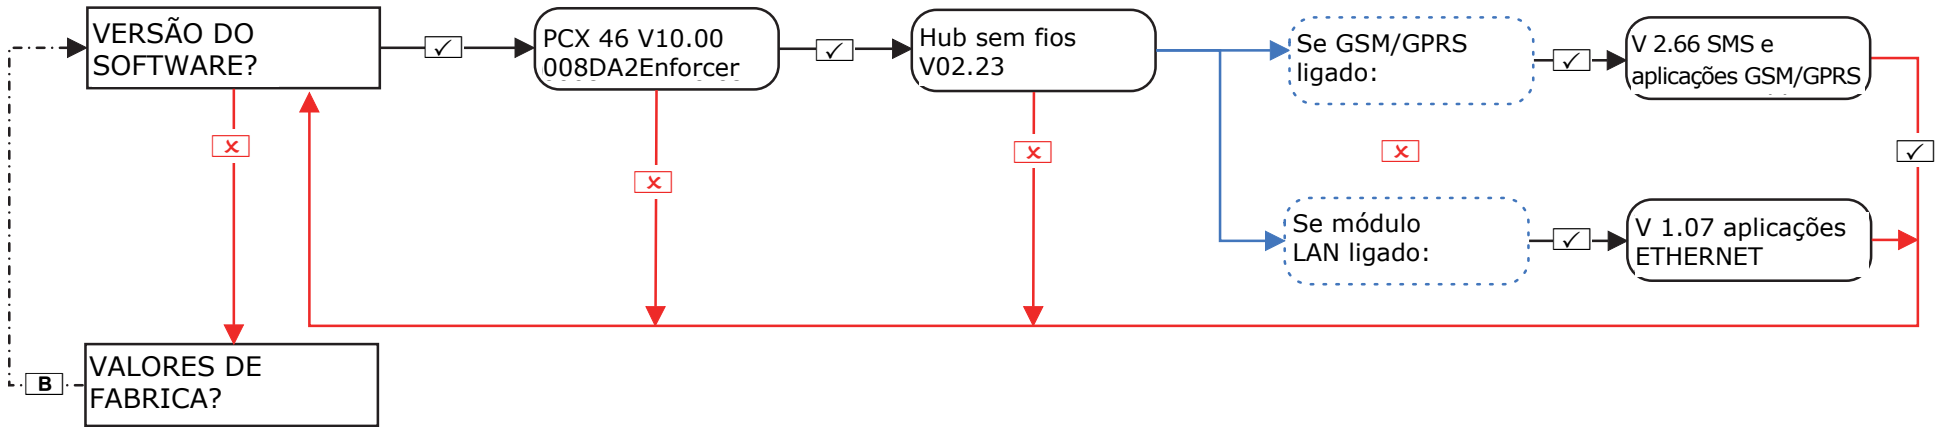 VERSÃO DO
SOFTWARE?
PCX 46 V10.00
008DA2Enforcer
Hub sem fios
V02.23
Se GSM/GPRS
ligado:
V 2.66 SMS e
aplicações GSM/GPRS
Se módulo
LAN ligado:
V 1.07 aplicações
ETHERNET
VALORES DE
FABRICA?
B